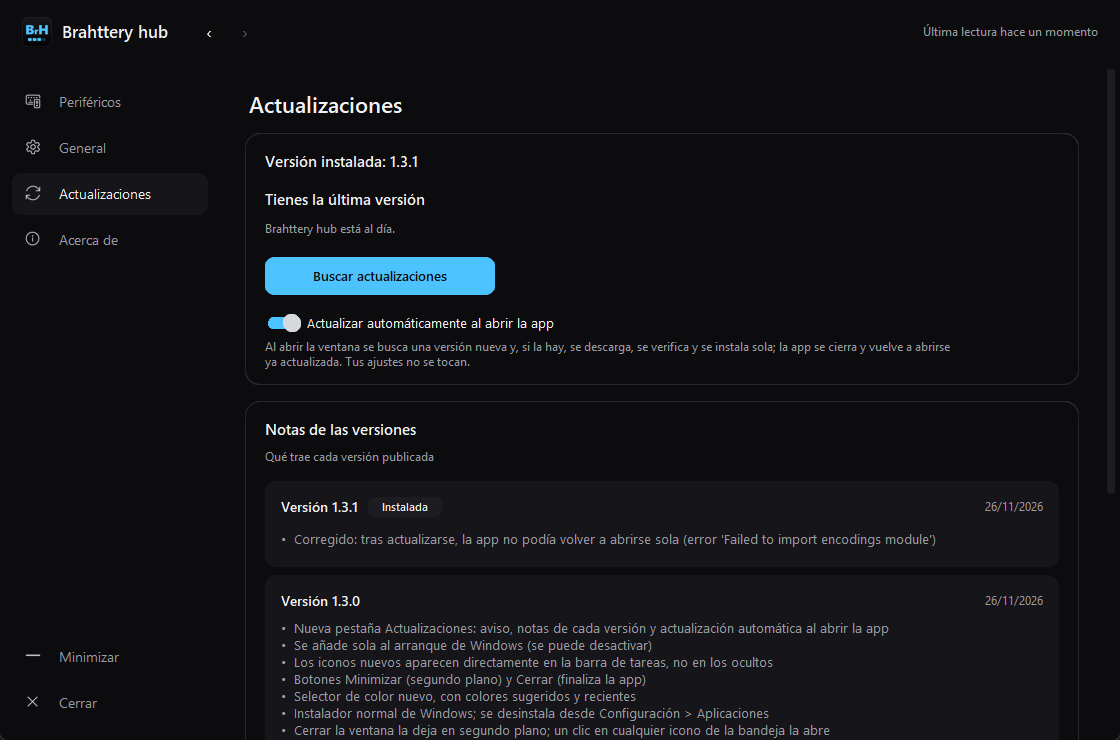 BrH
Brahttery hub
Última lectura hace un momento
Periféricos
General
Actualizaciones
Acerca de
Minimizar
Cerrar
Actualizaciones
Versión instalada: 1.3.1
Tienes la última versión
Brahttery hub está al día.
Buscar actualizaciones
Actualizar automáticamente al abrir la app
Al abrir la ventana se busca una versión nueva y, si la hay, se descarga, se verifica y se instala sola; la app se cierra y vuelve a abrirse
ya actualizada. Tus ajustes no se tocan.
Notas de las versiones
Qué trae cada versión publicada
Versión 1.3.1 Instalada 26/11/2026
• Corregido: tras actualizarse, la app no podía volver a abrirse sola (error 'Failed to import encodings module')
Versión 1.3.0 26/11/2026
• Nueva pestaña Actualizaciones: aviso, notas de cada versión y actualización automática al abrir la app
• Se añade sola al arranque de Windows (se puede desactivar)
• Los iconos nuevos aparecen directamente en la barra de tareas, no en los ocultos
• Botones Minimizar (segundo plano) y Cerrar (finaliza la app)
• Selector de color nuevo, con colores sugeridos y recientes
• Instalador normal de Windows; se desinstala desde Configuración > Aplicaciones
• Cerrar la ventana la deja en segundo plano; un clic en cualquier icono de la bandeja la abre